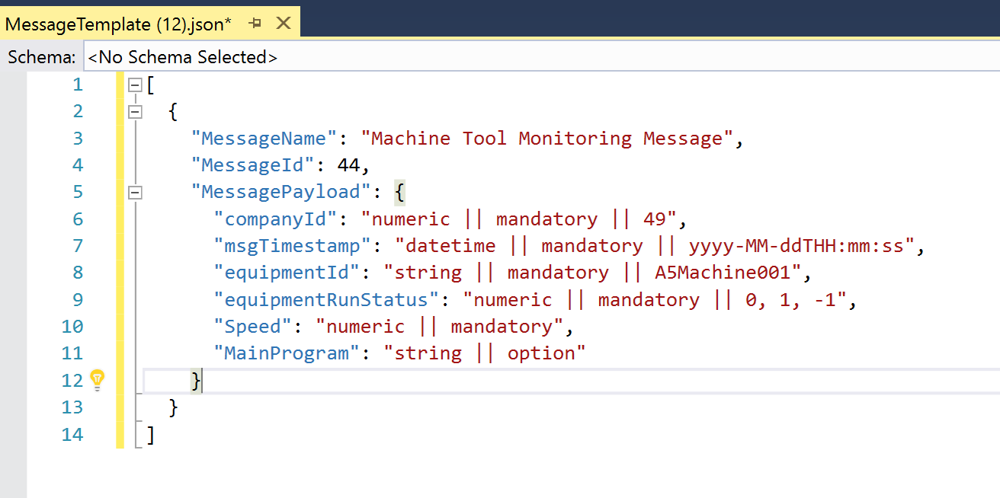 MessageTemplate (12).json*
Schema: <No Schema Selected>
1 [
2 {
3 "MessageName": "Machine Tool Monitoring Message",
4 "MessageId": 44,
5 "MessagePayload": {
6 "companyId": "numeric || mandatory || 49",
7 "msgTimestamp": "datetime || mandatory || yyyy-MM-ddTHH:mm:ss",
8 "equipmentId": "string || mandatory || A5Machine001",
9 "equipmentRunStatus": "numeric || mandatory || 0, 1, -1",
10 "Speed": "numeric || mandatory",
11 "MainProgram": "string || option"
12 }
13 }
14 ]